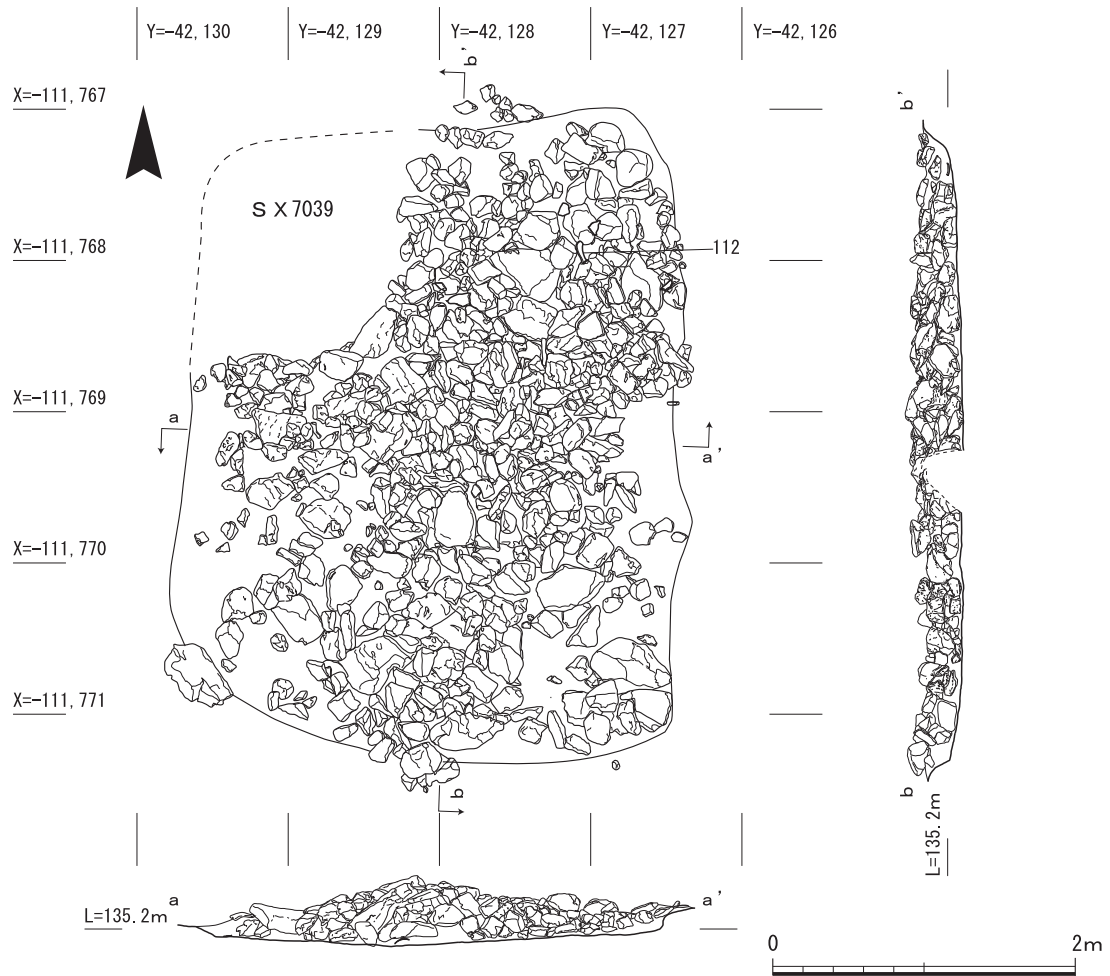 Y=-42,130 Y=-42,129 Y=-42,128 Y=-42,127 Y=-42,126
b' b'
X=-111,767
SX7039
X=-111,768
112
X=-111,769
a a'
X=-111,770
X=-111,771
b b
L=135.2m
a a'
L=135.2m
0 2m